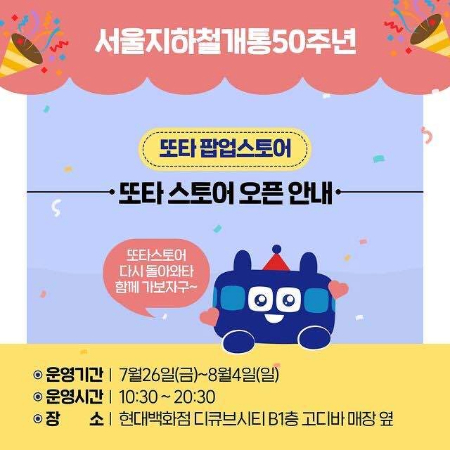 서울지하철개통50주년
또타 팝업스토어
또타 스토어 오픈 안내
또타스토어
다시 돌아와타
함께 가보자구~
운영기간 | 7월26일(금)~8월4일(일)
운영시간 | 10:30 ~ 20:30
장 소 | 현대백화점 디큐브시티 B1층 고디바 매장 옆